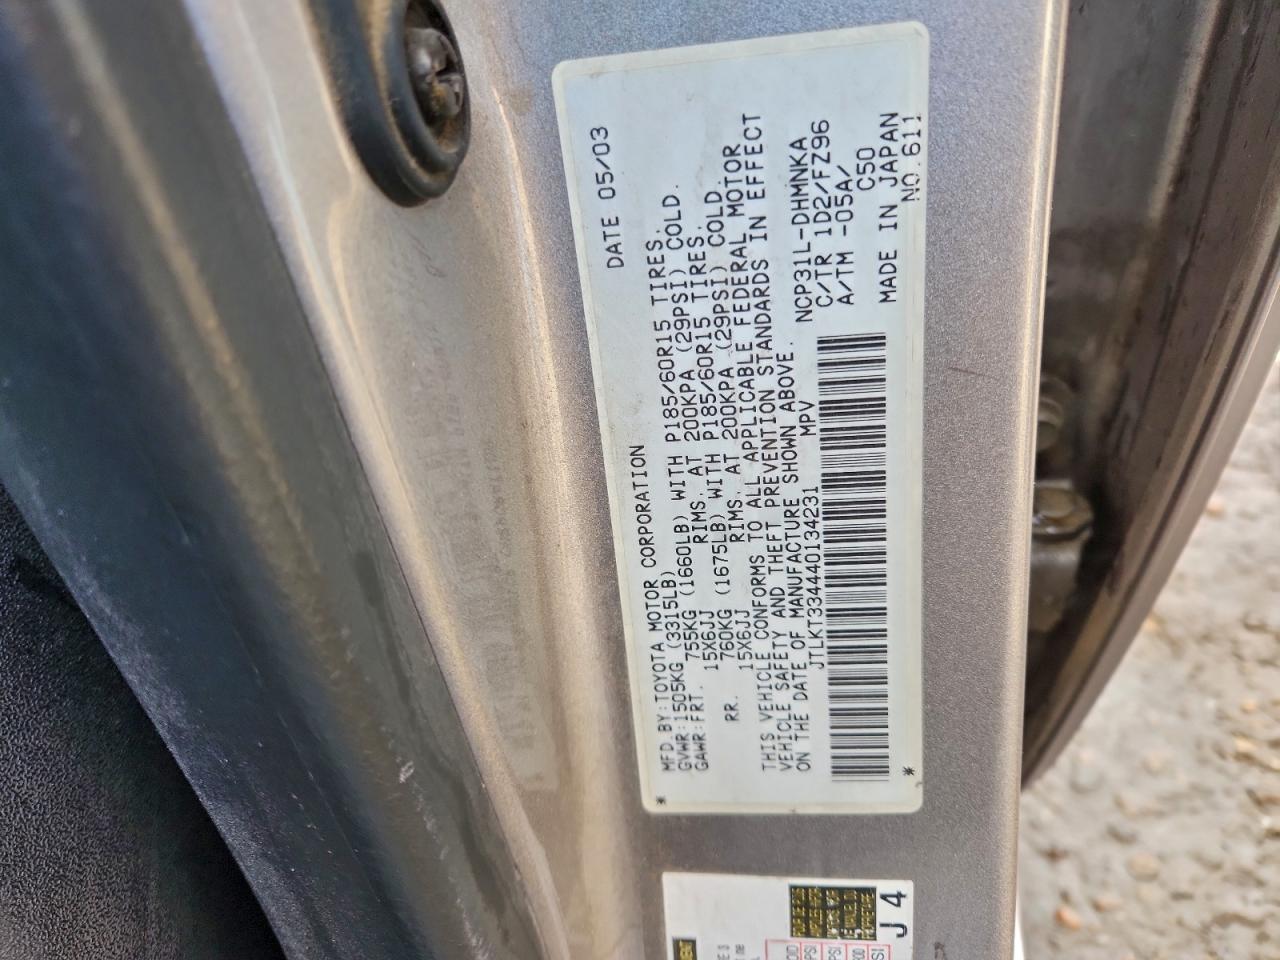 MFD. BY: TOYOTA MOTOR CORPORATION DATE 05/03
GVWR: 1505KG (3315LB)
GAWR: FRT. 755KG (1660LB) WITH P185/60R15 TIRES.
15X6JJ RIMS. AT 200KPA (29PSI) COLD.
RR. 760KG (1675LB) WITH P185/60R15 TIRES.
15X6JJ RIMS. AT 200KPA (29PSI) COLD
THIS VEHICLE CONFORMS TO ALL APPLICABLE FEDERAL MOTOR
VEHICLE SAFETY AND THEFT PREVENTION STANDARDS IN EFFECT
ON THE DATE OF MANUFACTURE SHOWN ABOVE.
JTLKT334440134231 MPV NCP31L-DHMNKA
C/TR 1D2/FZ96
A/TM -05A/
C50
MADE IN JAPAN
NO.611
* *
J 4